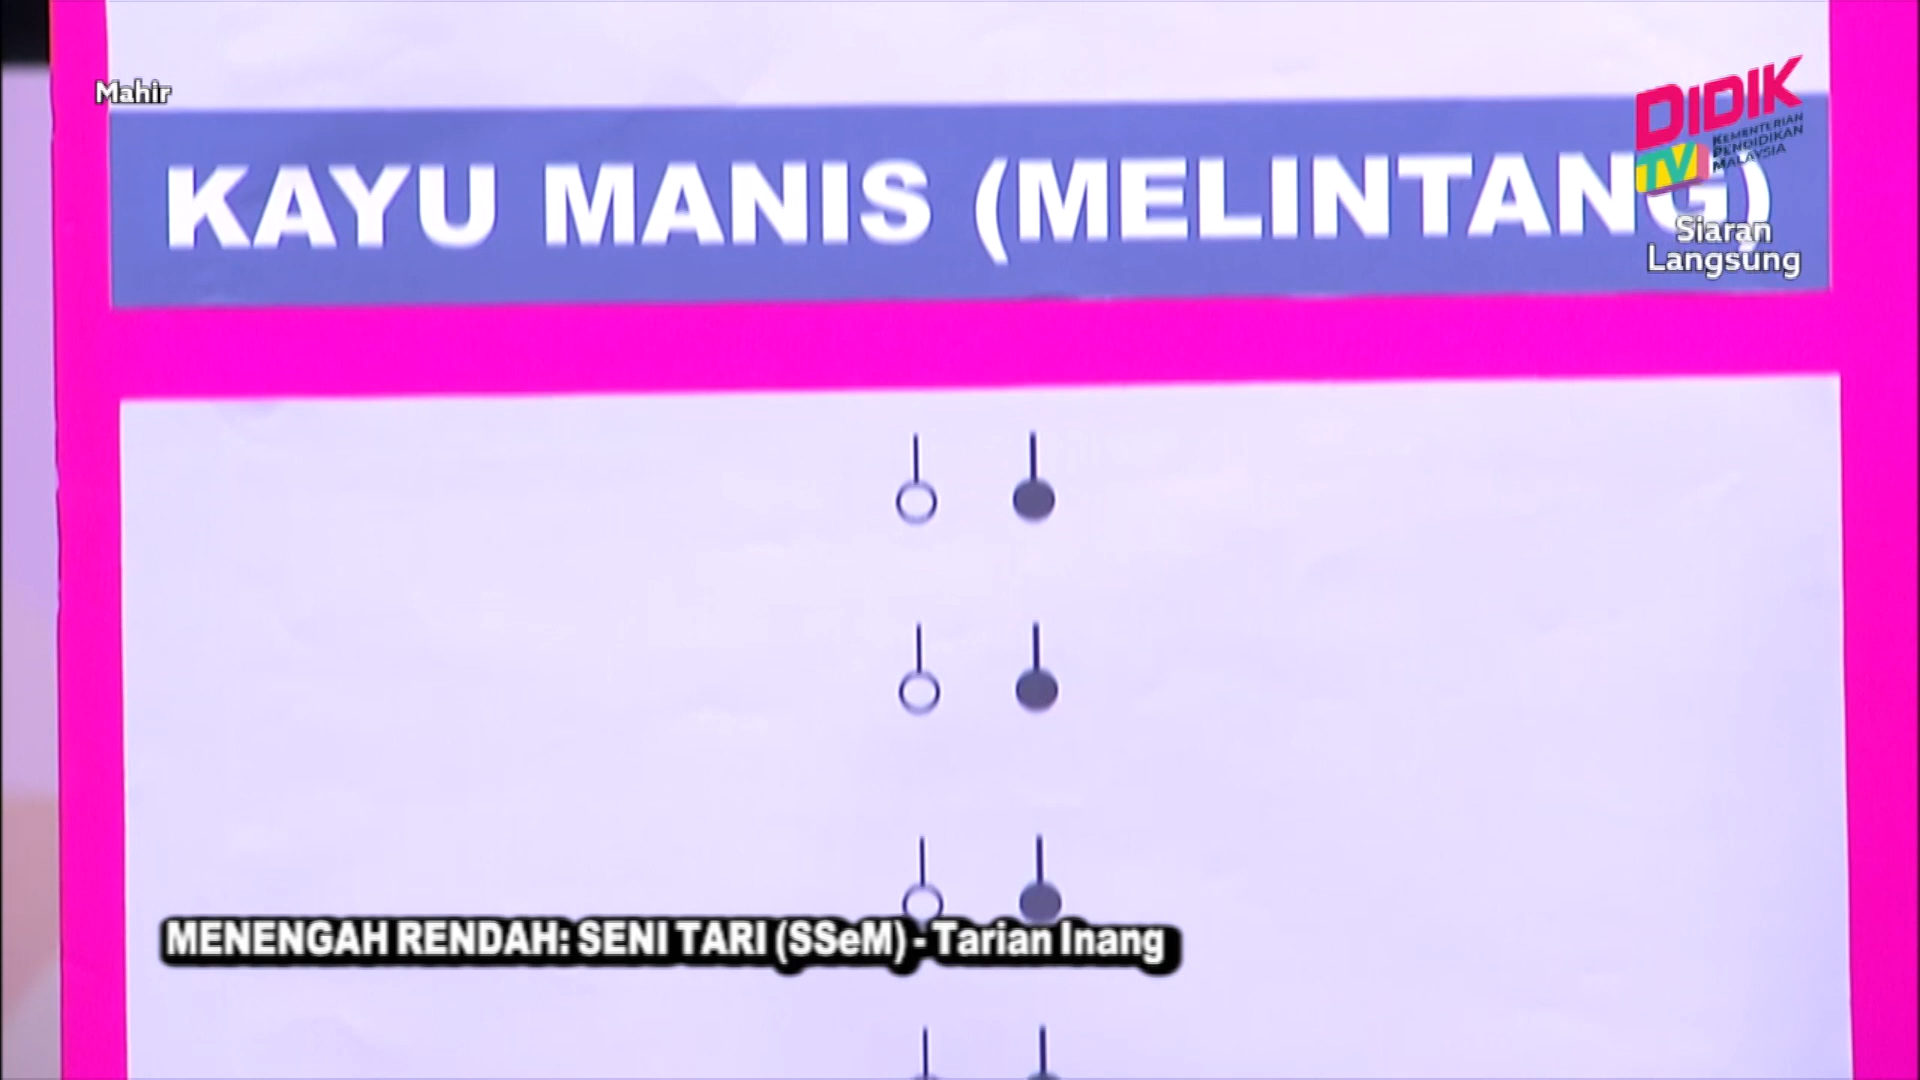 Mahir
DIDIK
TV
KEMENTERIAN
PENDIDIKAN
MALAYSIA
KAYU MANIS (MELINTANG)
Siaran
Langsung
MENENGAH RENDAH: SENI TARI (SSeM) - Tarian Inang